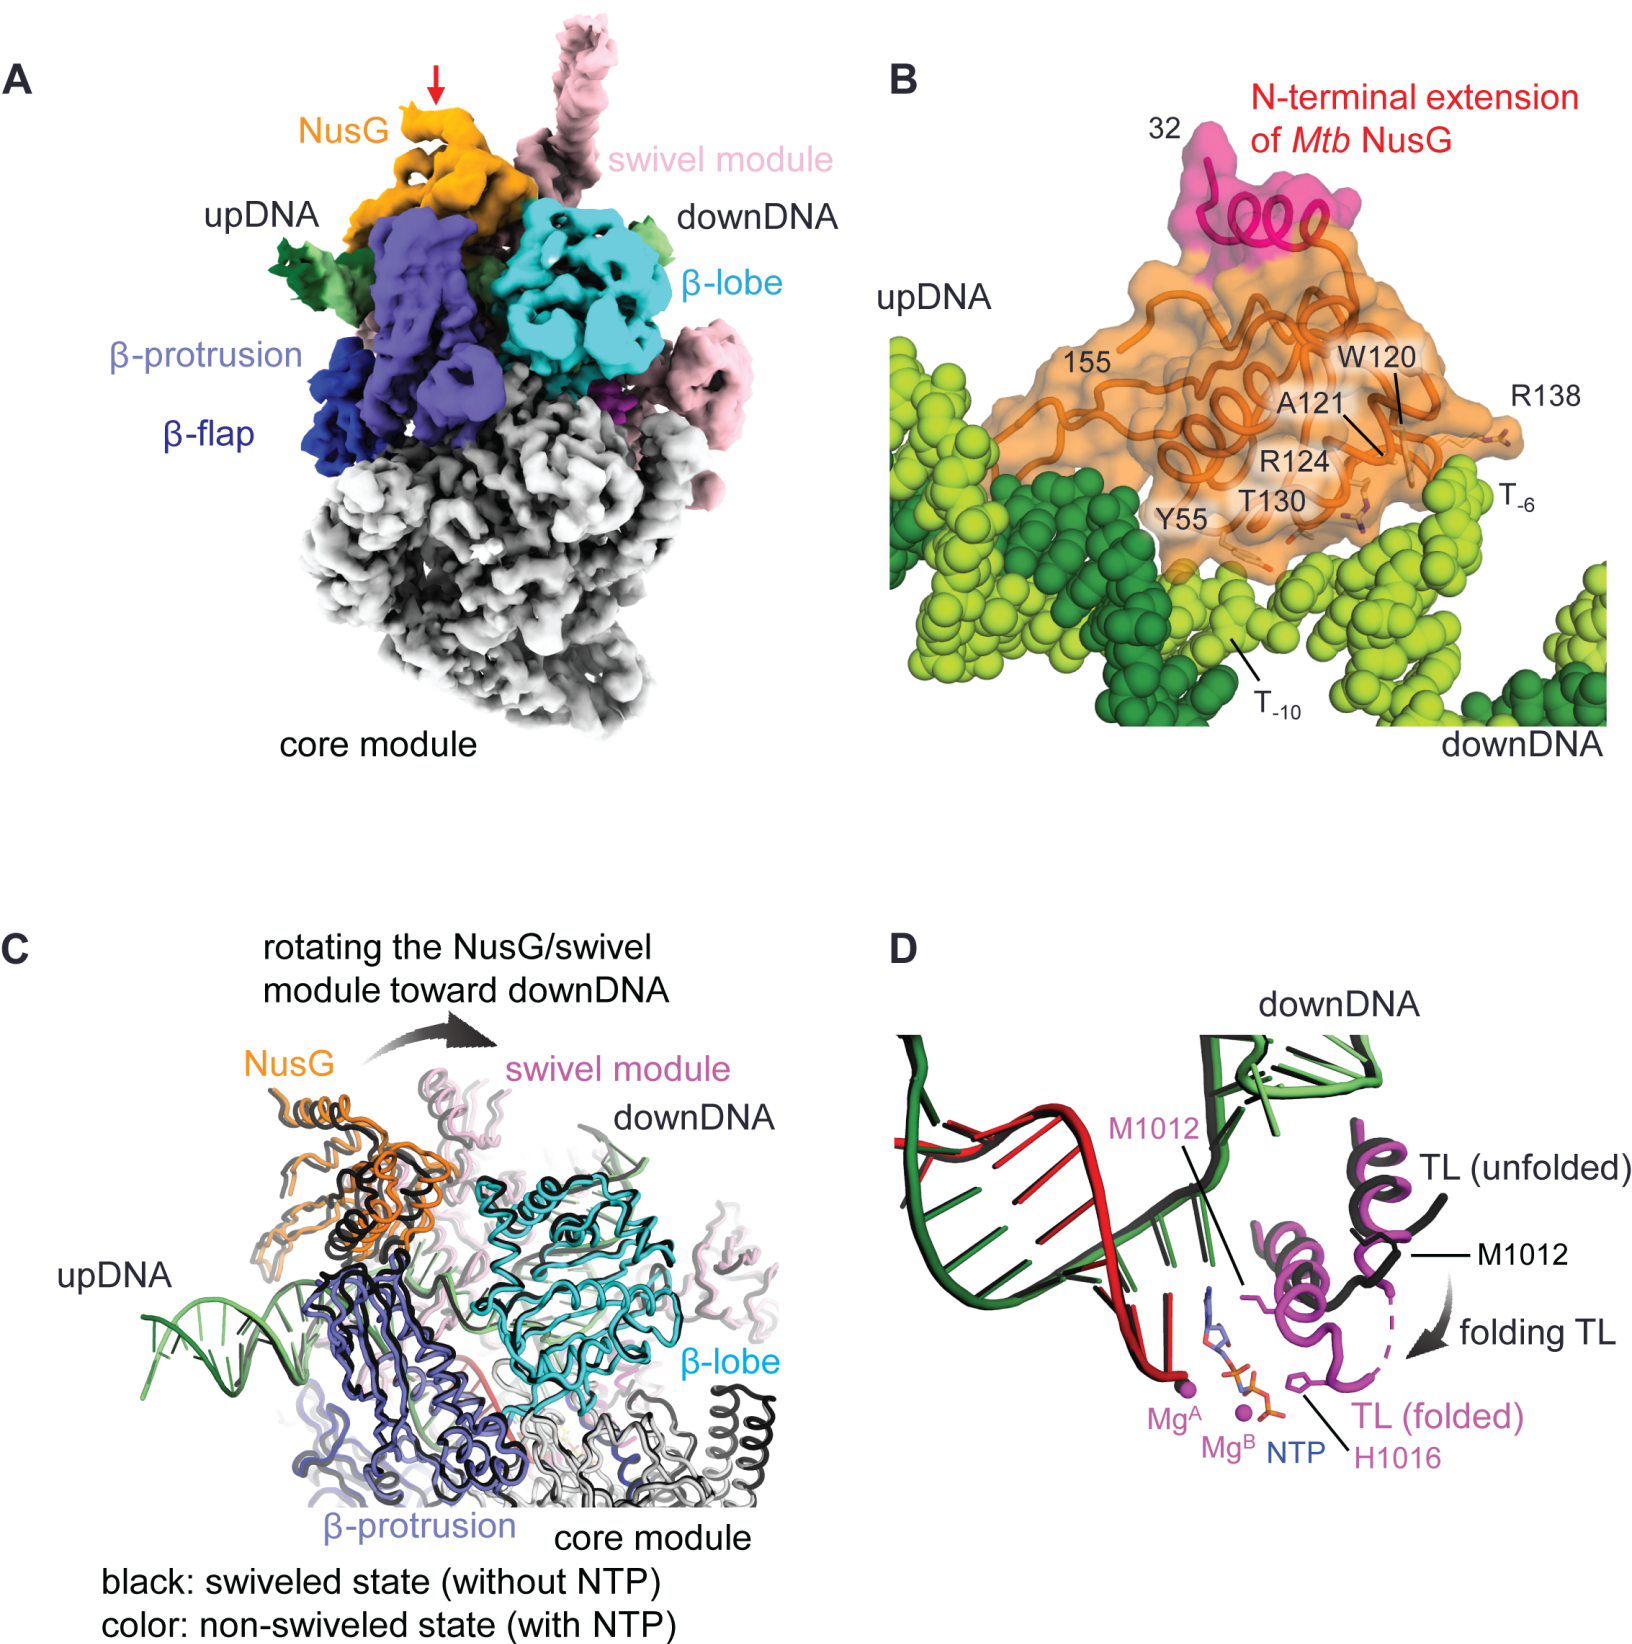 A
NusG
swivel module
upDNA
downDNA
β-lobe
β-protrusion
β-flap
core module
B
N-terminal extension
of Mtb NusG
32
upDNA
155
W120
A121
R138
R124
T130
Y55
T-6
T-10
downDNA
C
rotating the NusG/swivel
module toward downDNA
NusG
swivel module
downDNA
upDNA
β-lobe
β-protrusion
core module
black: swiveled state (without NTP)
color: non-swiveled state (with NTP)
D
downDNA
M1012
TL (unfolded)
M1012
folding TL
TL (folded)
MgA
MgB
NTP
H1016